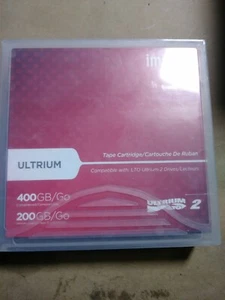 ULTRIUM
Tape Cartridge/Cartouche De Ruban
Compatible with LTO Ultrium 2 Drives/Lecteurs
400GB/Go
200GB/Go
ULTRIUM 2